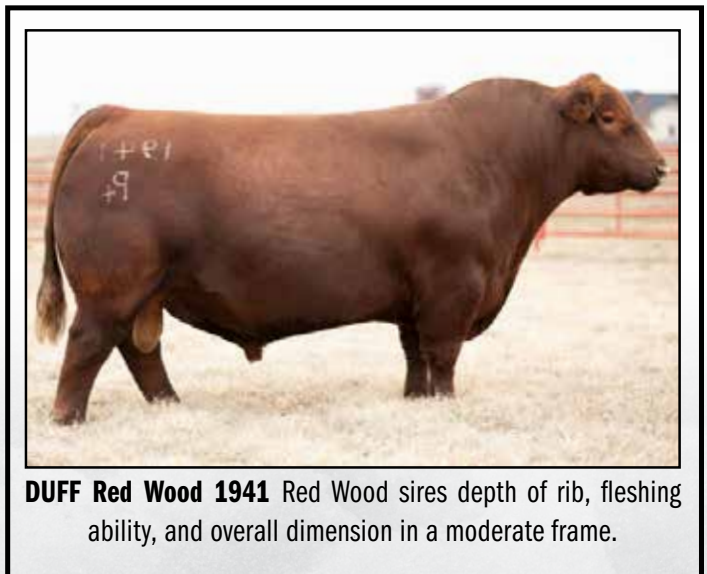 DUFF Red Wood 1941 Red Wood sires depth of rib, fleshing
ability, and overall dimension in a moderate frame.